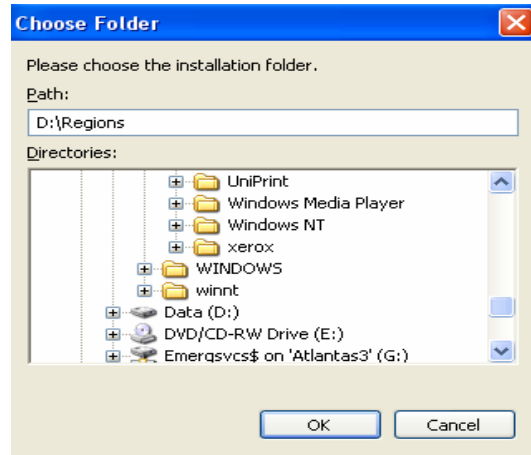 Choose Folder
Please choose the installation folder.
Path:
D:\Regions
Directories:
UniPrint
Windows Media Player
Windows NT
xerox
WINDOWS
winnt
Data (D:)
DVD/CD-RW Drive (E:)
Emergsvcs$ on 'Atlantas3' (G:)
OK
Cancel